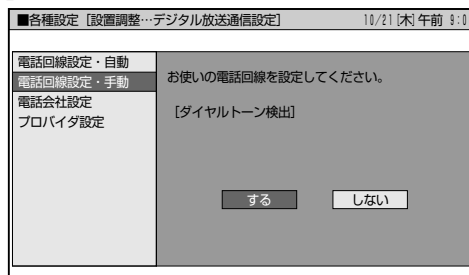 ■各種設定［設置調整…デジタル放送通信設定］ 10/21[木]午前 9:0
電話回線設定・自動
電話回線設定・手動
電話会社設定
プロバイダ設定
お使いの電話回線を設定してください。
［ダイヤルトーン検出］
する しない